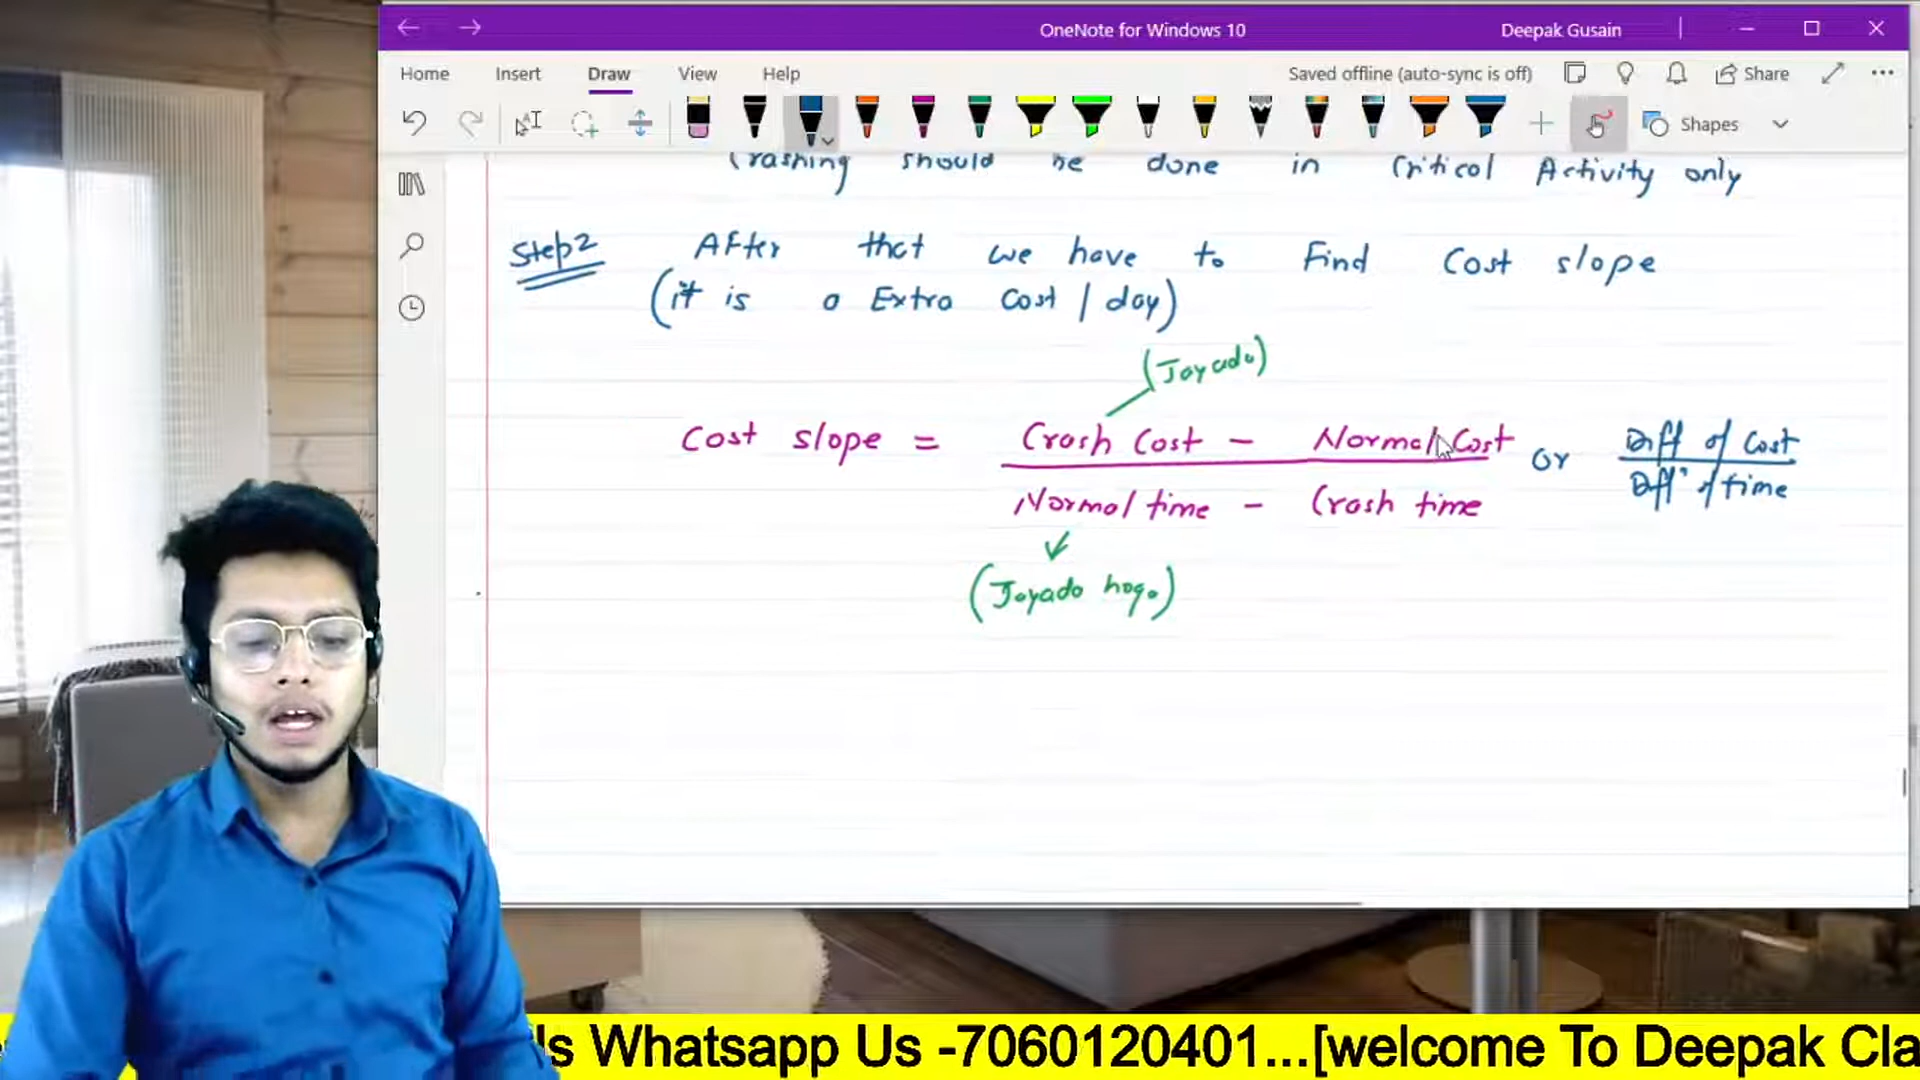 OneNote for Windows 10
Deepak Gusain
Home Insert Draw View Help
Saved offline (auto-sync is off)
Share
Shapes
Crashing should be done in Critical Activity only
Step2 After that we have to Find Cost slope
(it is a Extra Cost / day)
(Jayada)
Cost slope = Crash Cost - Normal Cost or Diff of Cost
Normal time - Crash time Diff of time
(Jayada hoga)
ls Whatsapp Us -7060120401...[welcome To Deepak Cla